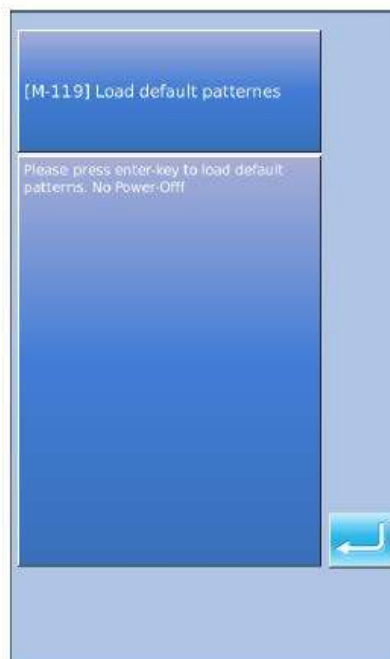 [M-119] Load default patternes
Please press enter-key to load default
patterns. No Power-Offf